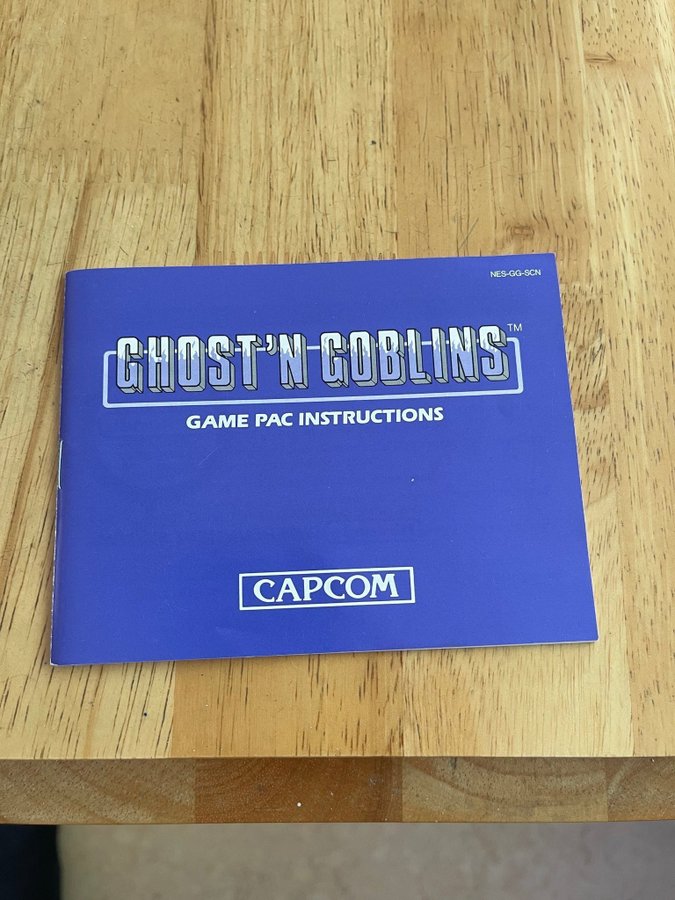 NES-GG-SCN
GHOST'N GOBLINS™
GAME PAC INSTRUCTIONS
CAPCOM